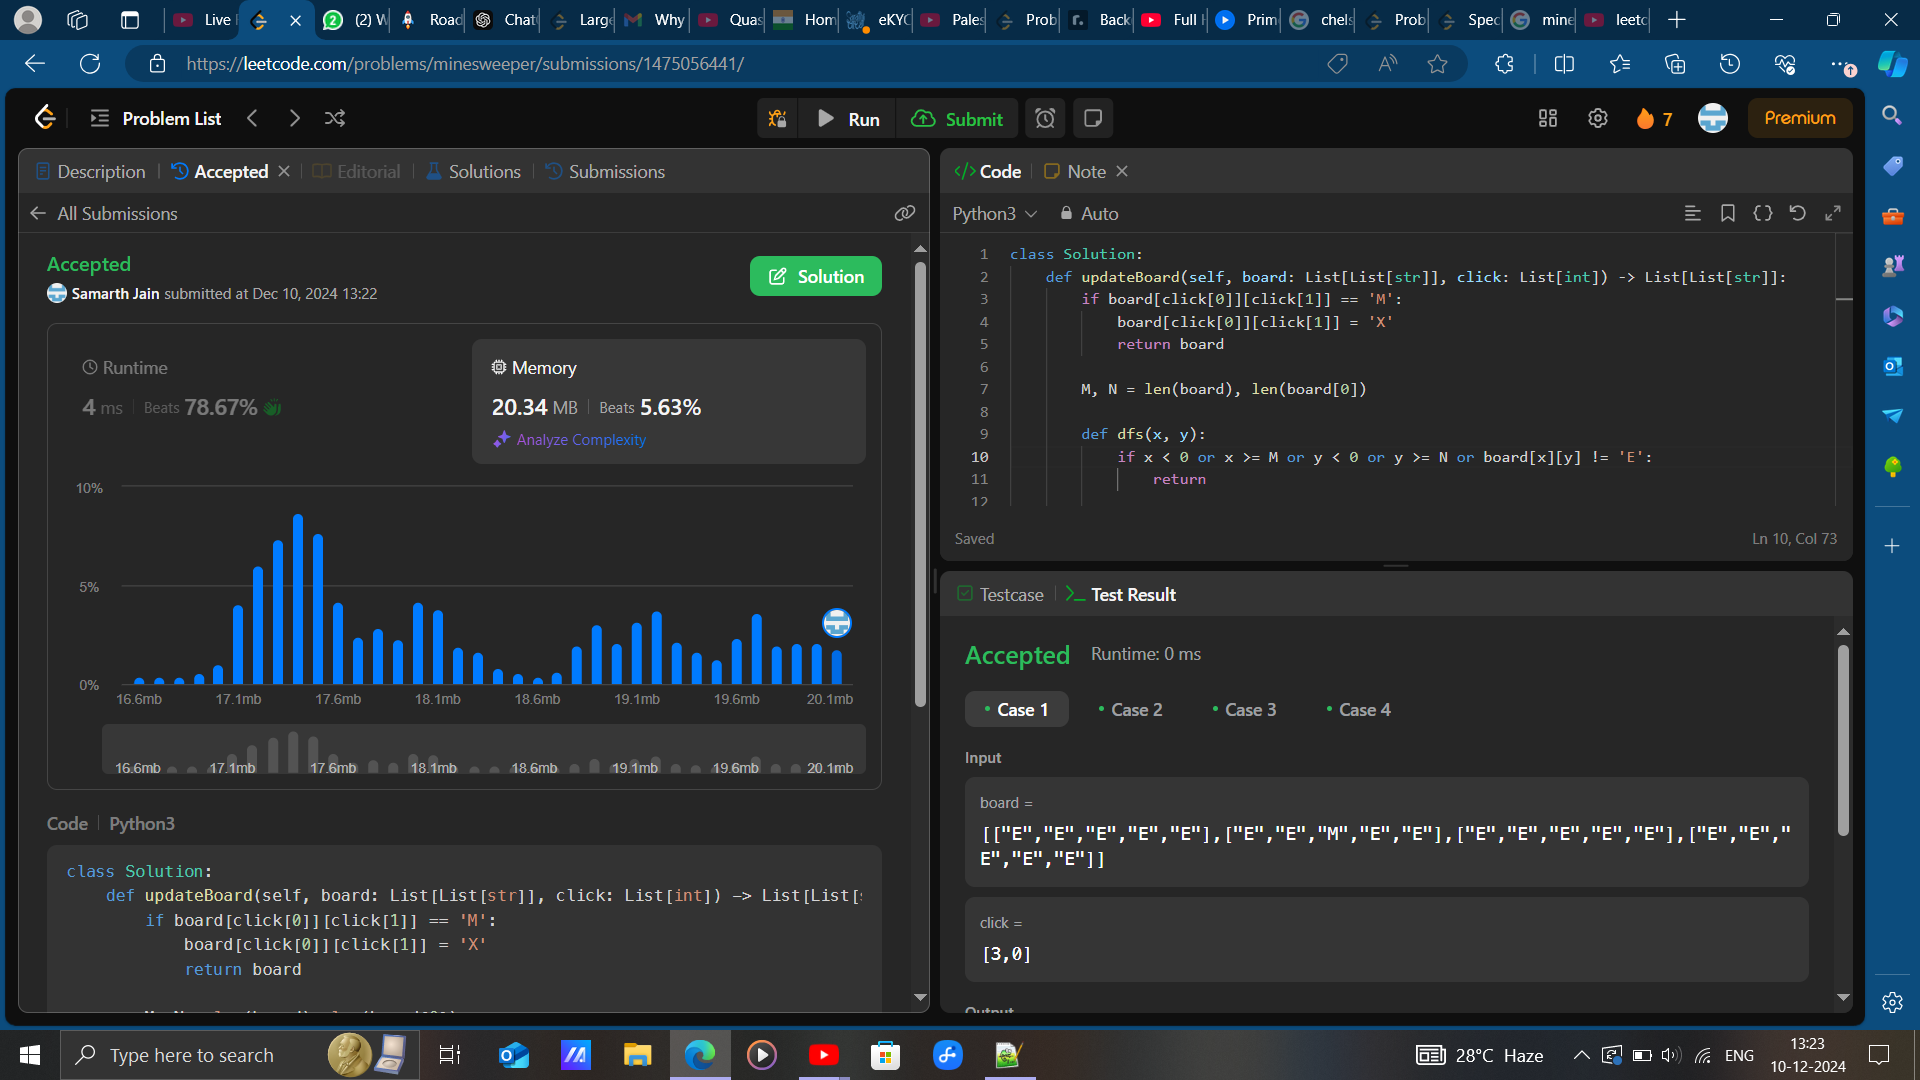 Live
(2) W
Road
Chat
Large
Why
Quas
Hom
eKYC
Pales
Prob
Back
Full
Prim
chels
Prob
Spec
mine
leetc
https://leetcode.com/problems/minesweeper/submissions/1475056441/
Problem List
Run
Submit
7
Premium
Description
Accepted
Editorial
Solutions
Submissions
All Submissions
Accepted
Samarth Jain submitted at Dec 10, 2024 13:22
Solution
Runtime
4 ms
Beats 78.67%
Memory
20.34 MB
Beats 5.63%
Analyze Complexity
10%
5%
0%
16.6mb 17.1mb 17.6mb 18.1mb 18.6mb 19.1mb 19.6mb 20.1mb
16.6mb 17.1mb 17.6mb 18.1mb 18.6mb 19.1mb 19.6mb 20.1mb
Code
Python3
class Solution:
def updateBoard(self, board: List[List[str]], click: List[int]) -> List[List[s
if board[click[0]][click[1]] == 'M':
board[click[0]][click[1]] = 'X'
return board
Code
Note
Python3
Auto
1 class Solution:
2 def updateBoard(self, board: List[List[str]], click: List[int]) -> List[List[str]]:
3 if board[click[0]][click[1]] == 'M':
4 board[click[0]][click[1]] = 'X'
5 return board
6
7 M, N = len(board), len(board[0])
8
9 def dfs(x, y):
10 if x < 0 or x >= M or y < 0 or y >= N or board[x][y] != 'E':
11 return
12
Saved
Ln 10, Col 73
Testcase
Test Result
Accepted
Runtime: 0 ms
Case 1
Case 2
Case 3
Case 4
Input
board =
[["E","E","E","E","E"],["E","E","M","E","E"],["E","E","E","E","E"],["E","E","
E","E","E"]]
click =
[3,0]
Output
Type here to search
28°C Haze
ENG
13:23
10-12-2024